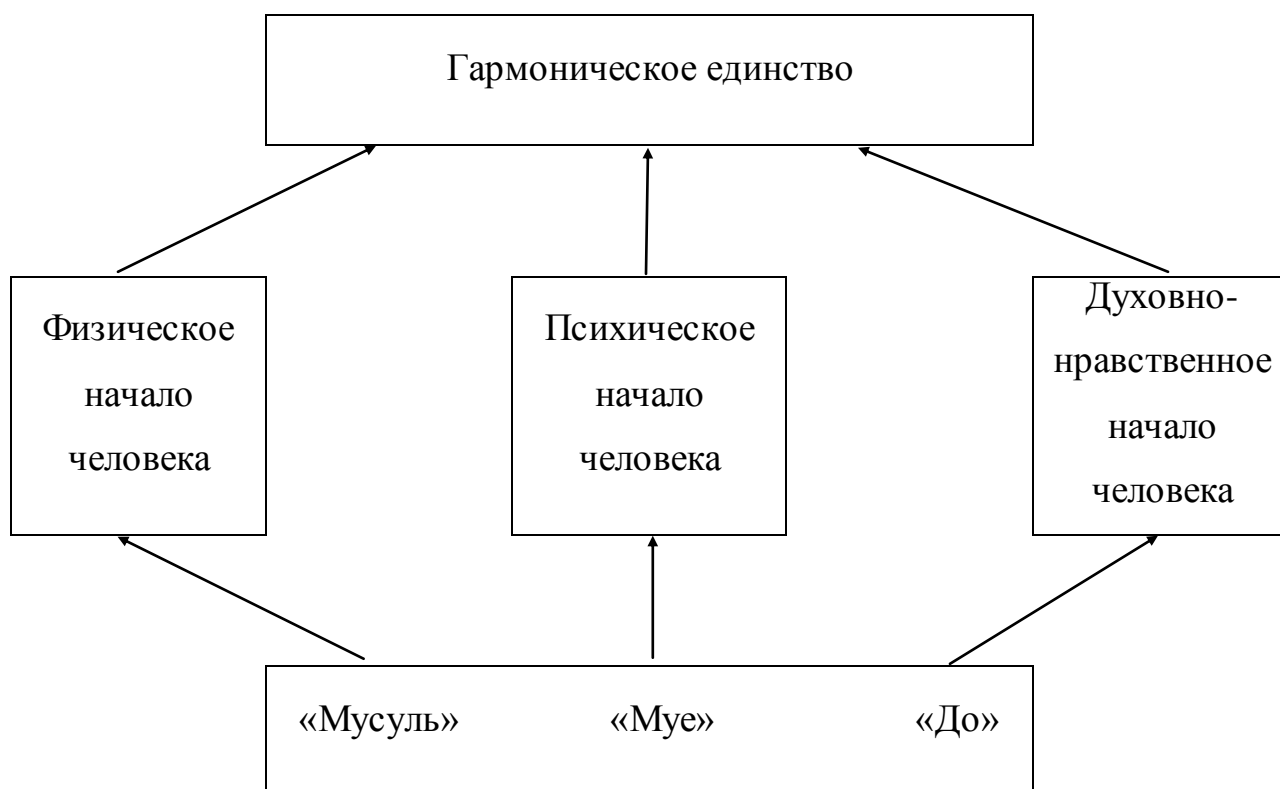 Гармоническое единство
Физическое
начало
человека
Психическое
начало
человека
Духовно-
нравственное
начало
человека
«Мусуль» «Муе» «До»